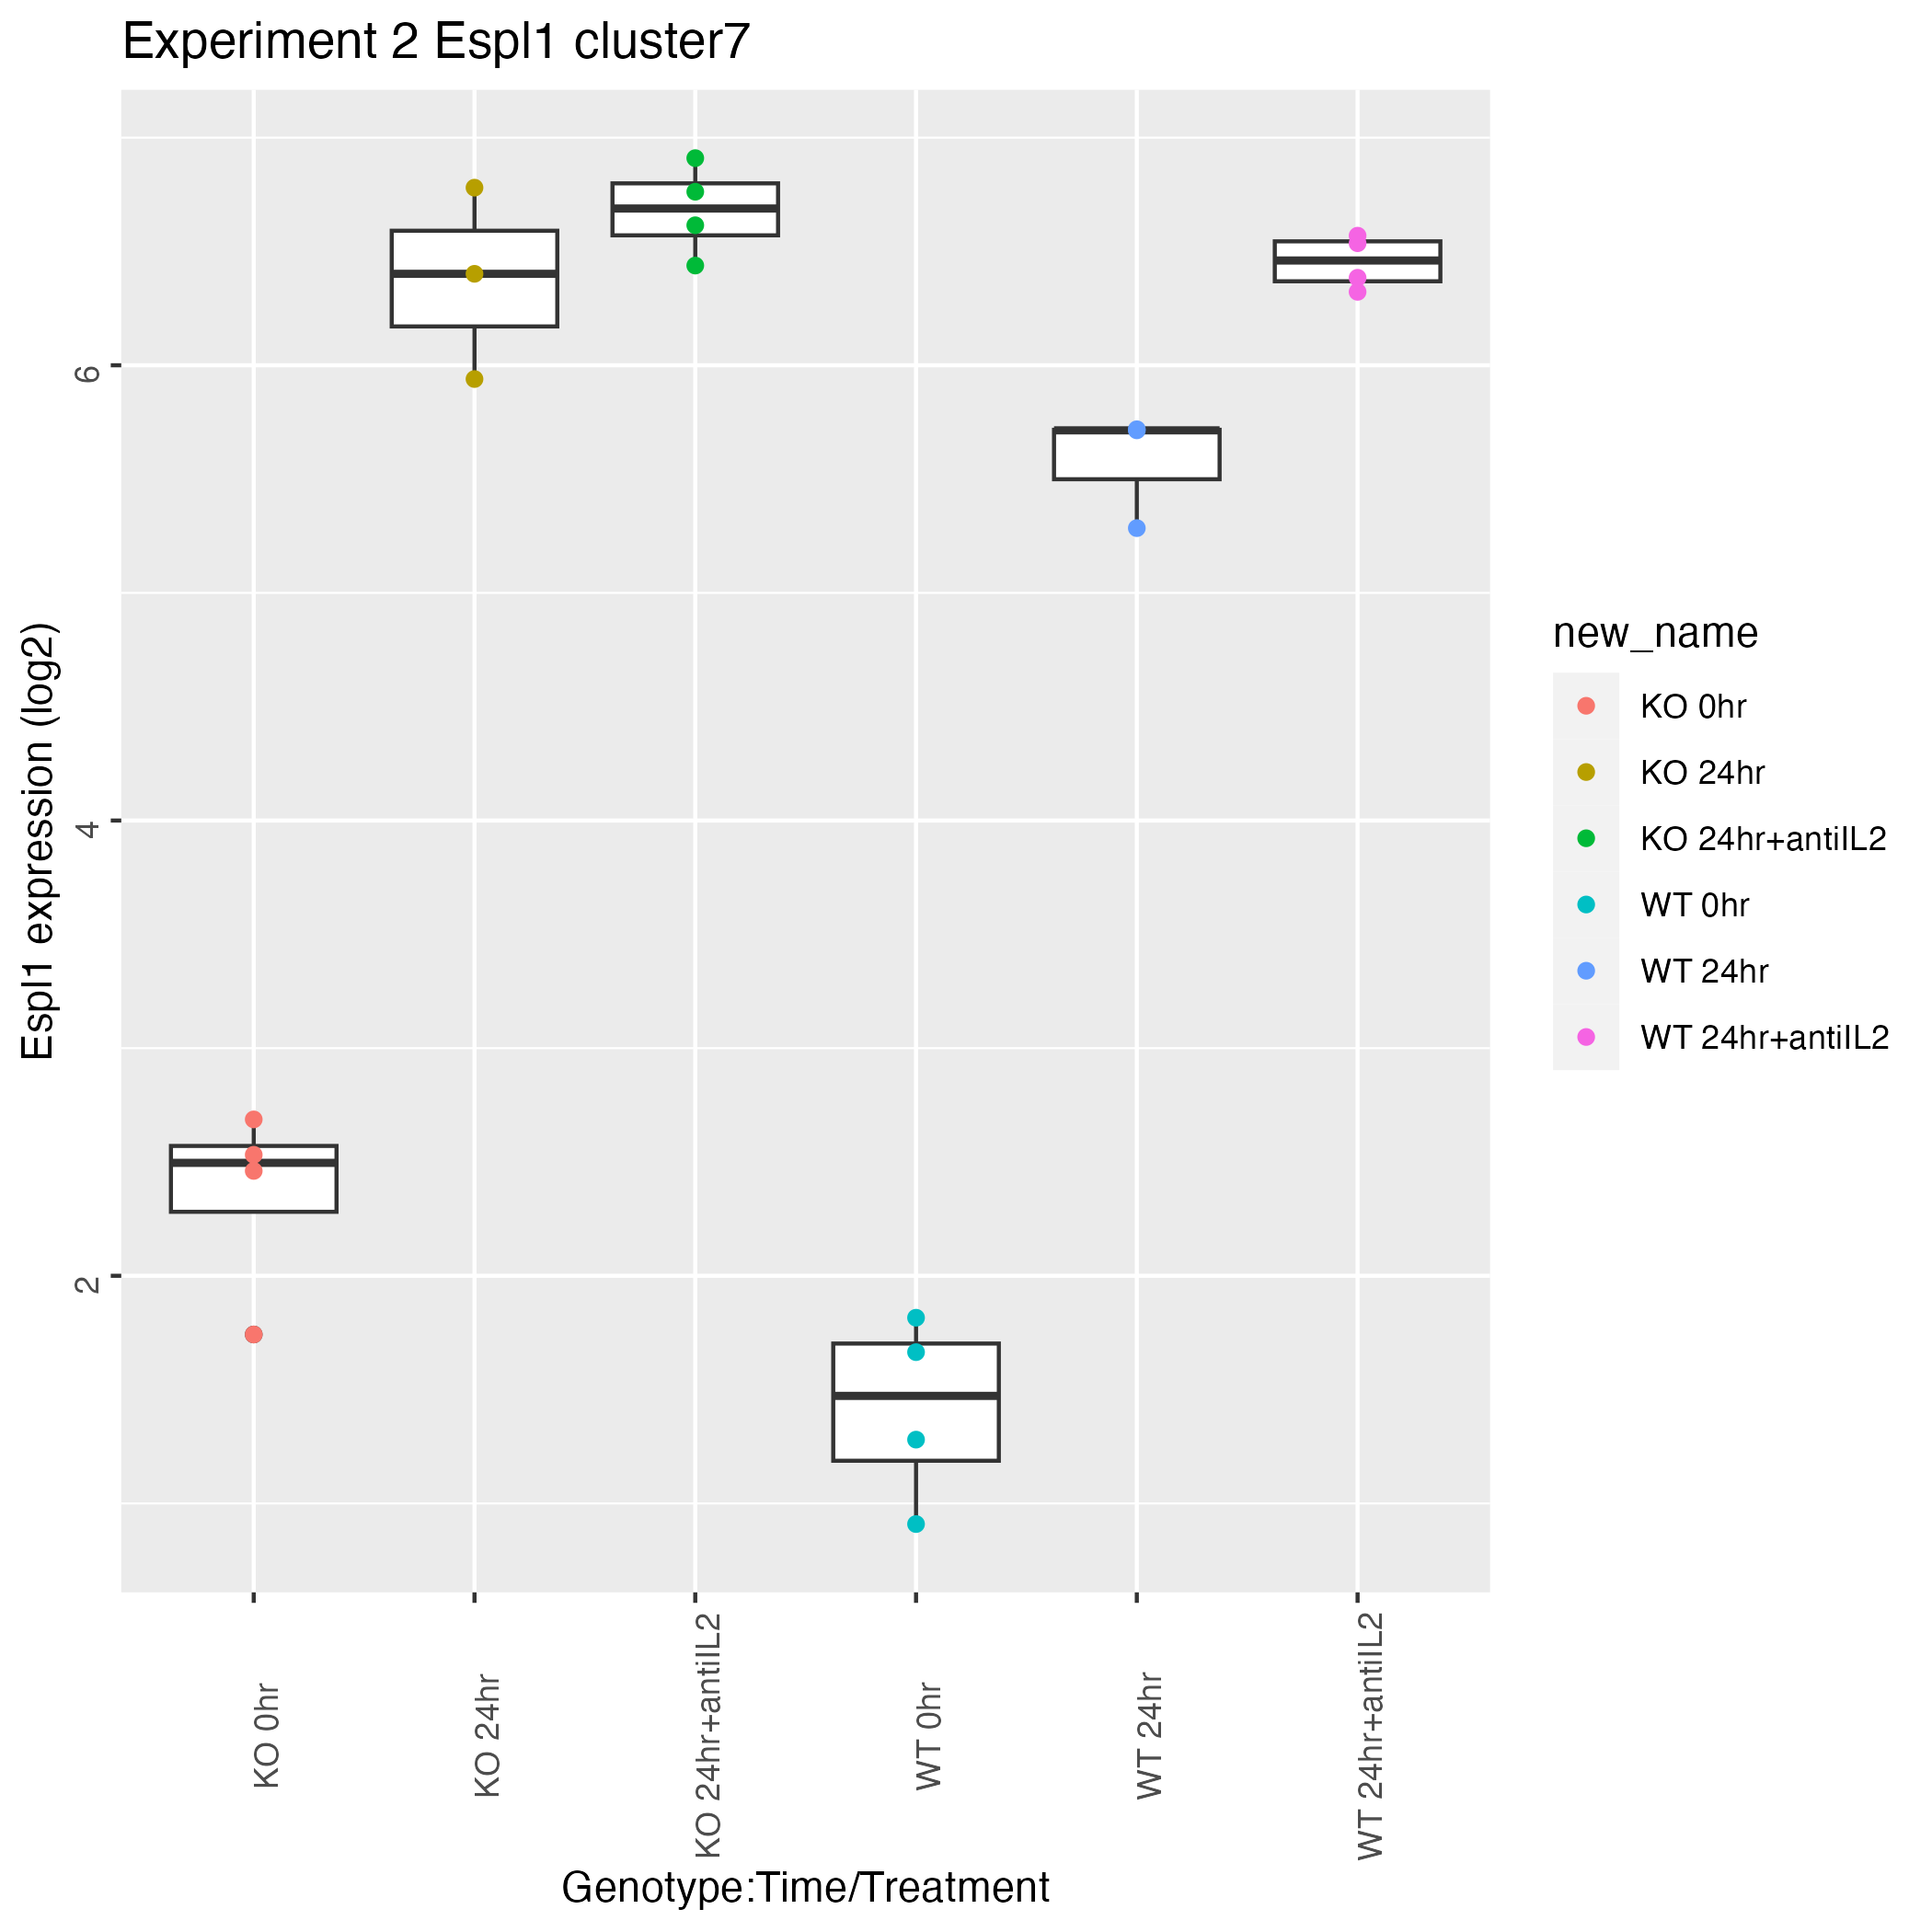 Experiment 2 Espl1 cluster7
Espl1 expression (log2)
6
4
2
KO 0hr
KO 24hr
KO 24hr+antiIL2
WT 0hr
WT 24hr
WT 24hr+antiIL2
Genotype:Time/Treatment
new_name
KO 0hr
KO 24hr
KO 24hr+antiIL2
WT 0hr
WT 24hr
WT 24hr+antiIL2